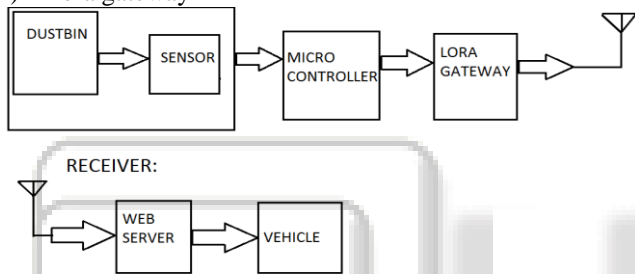 DUSTBIN
SENSOR
MICRO
CONTROLLER
LORA
GATEWAY
RECEIVER:
WEB
SERVER
VEHICLE